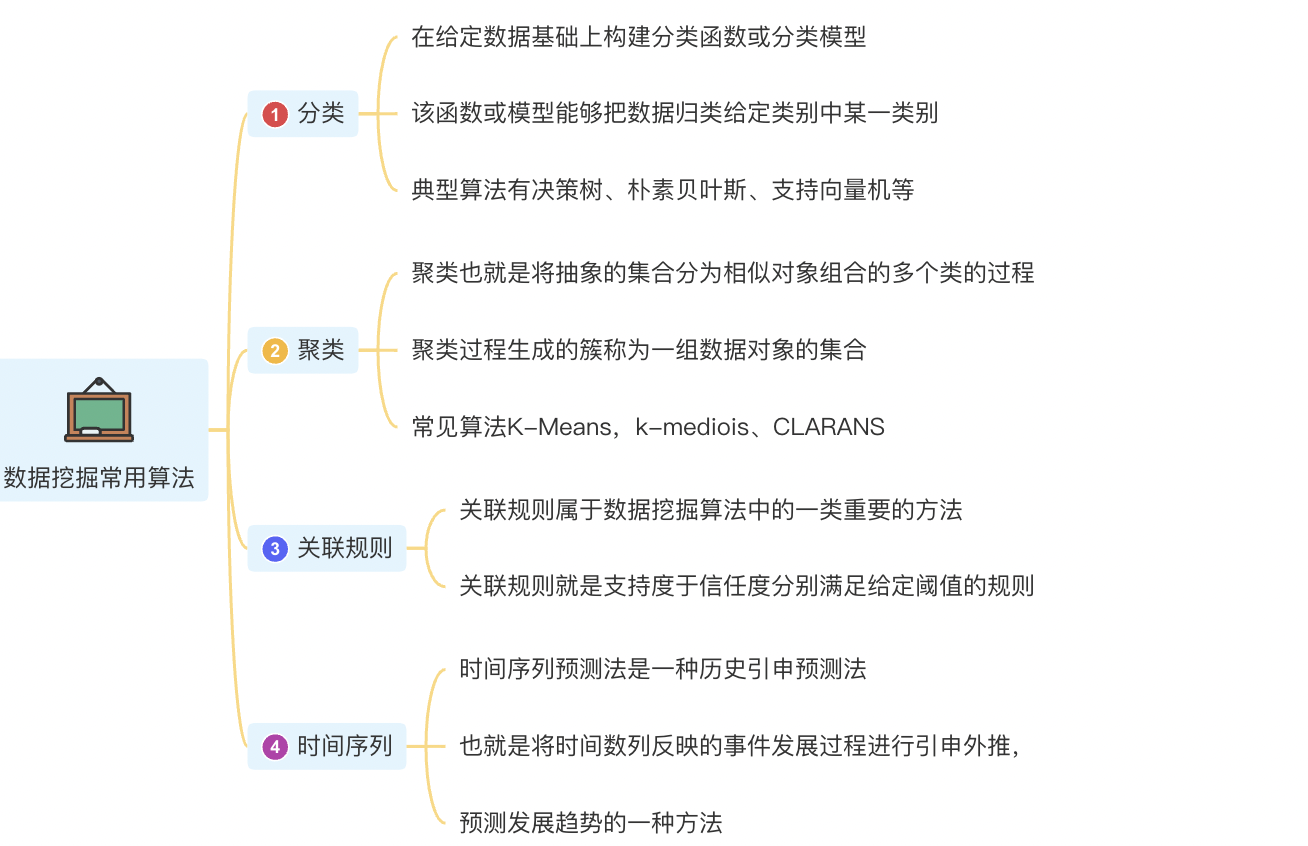 数据挖掘常用算法
1 分类
在给定数据基础上构建分类函数或分类模型
该函数或模型能够把数据归类给定类别中某一类别
典型算法有决策树、朴素贝叶斯、支持向量机等
2 聚类
聚类也就是将抽象的集合分为相似对象组合的多个类的过程
聚类过程生成的簇称为一组数据对象的集合
常见算法K-Means，k-mediois、CLARANS
3 关联规则
关联规则属于数据挖掘算法中的一类重要的方法
关联规则就是支持度于信任度分别满足给定阈值的规则
4 时间序列
时间序列预测法是一种历史引申预测法
也就是将时间数列反映的事件发展过程进行引申外推，
预测发展趋势的一种方法